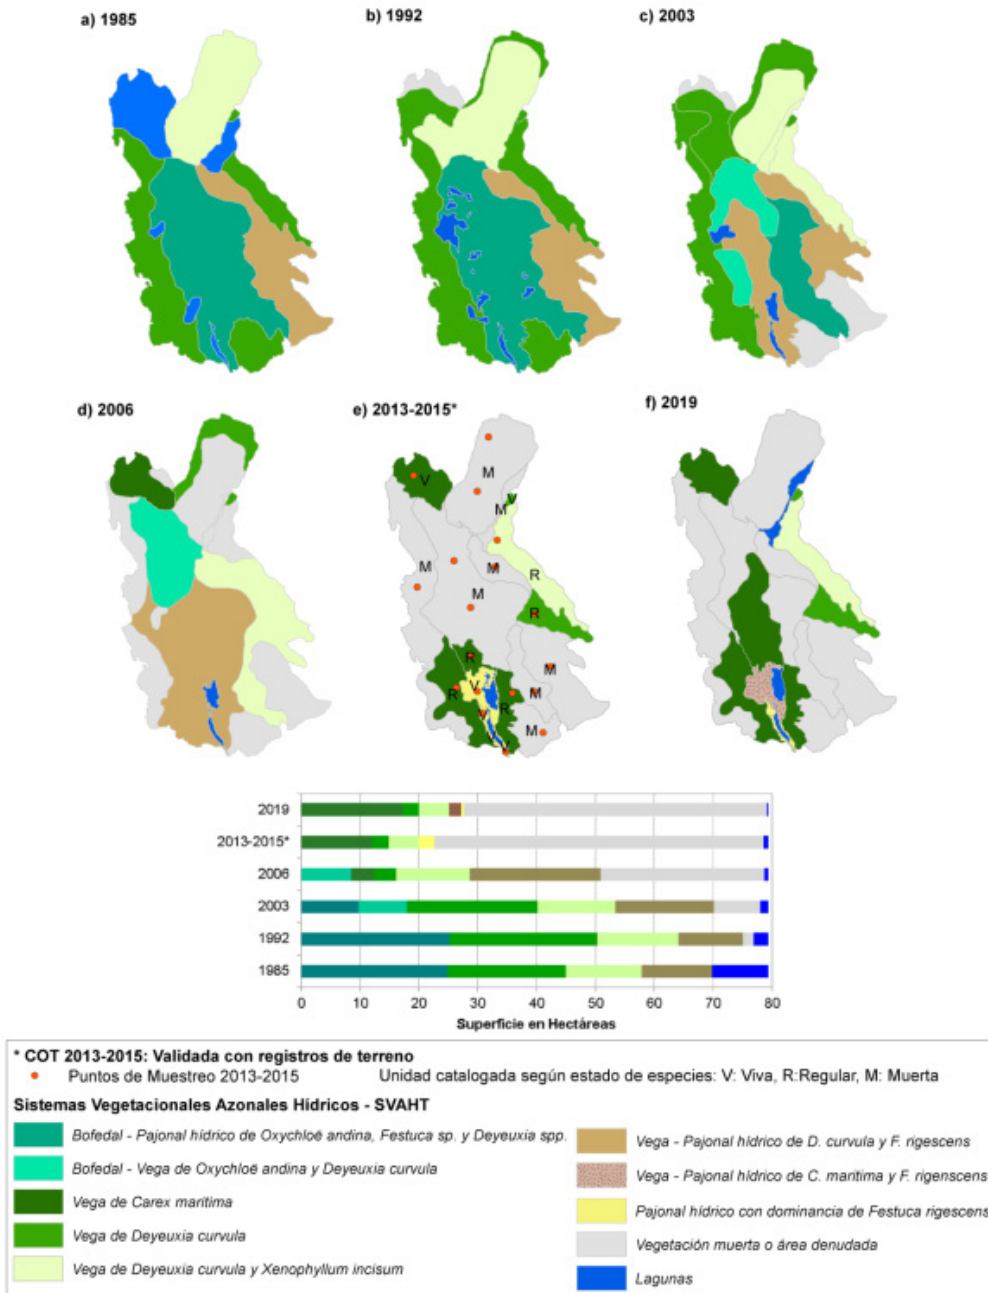 a) 1985
b) 1992
c) 2003
d) 2006
e) 2013-2015*
f) 2019
M
V
M
M
V
M
M
R
M
R
R
M
V
R
R
M
V
M
V
V
2019
2013-2015*
2006
2003
1992
1985
0 10 20 30 40 50 60 70 80
Superficie en Hectáreas
* COT 2013-2015: Validada con registros de terreno
Puntos de Muestreo 2013-2015 Unidad catalogada según estado de especies: V: Viva, R:Regular, M: Muerta
Sistemas Vegetacionales Azonales Hídricos - SVAHT
Bofedal - Pajonal hídrico de Oxychloë andina, Festuca sp. y Deyeuxia spp.
Bofedal - Vega de Oxychloë andina y Deyeuxia curvula
Vega de Carex maritima
Vega de Deyeuxia curvula
Vega de Deyeuxia curvula y Xenophyllum incisum
Vega - Pajonal hídrico de D. curvula y F. rigescens
Vega - Pajonal hídrico de C. marítima y F. rigenscens
Pajonal hídrico con dominancia de Festuca rigescens
Vegetación muerta o área denudada
Lagunas